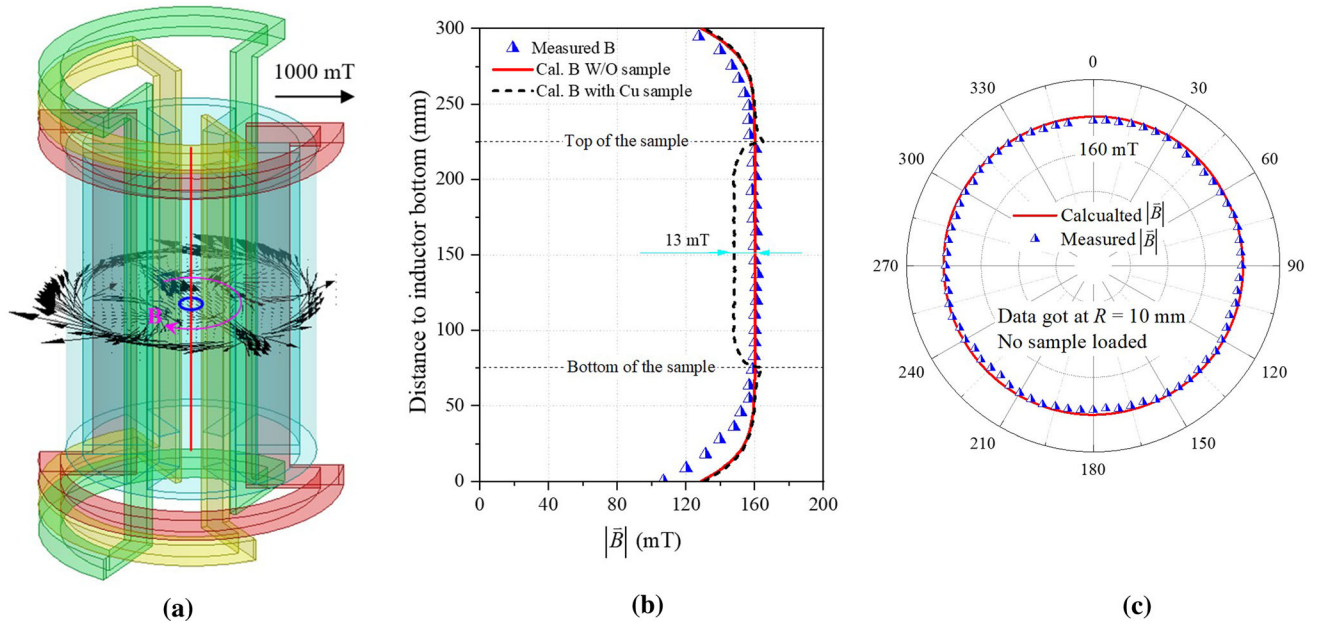 1000 mT
B
(a)
300
250
200
150
100
50
0
Distance to inductor bottom (mm)
Measured B
Cal. B W/O sample
Cal. B with Cu sample
Top of the sample
13 mT
Bottom of the sample
0
40
80
120
160
200
|B⃗| (mT)
(b)
0
30
60
90
120
150
180
210
240
270
300
330
160 mT
Calcualted |B⃗|
Measured |B⃗|
Data got at R = 10 mm
No sample loaded
(c)